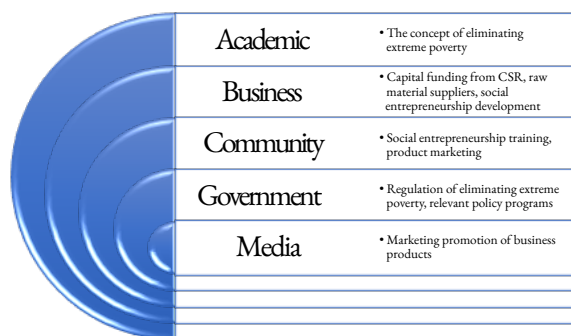 Academic
• The concept of eliminating
extreme poverty
Business
• Capital funding from CSR, raw
material suppliers, social
entrepreneurship development
Community
• Social entrepreneurship training,
product marketing
Government
• Regulation of eliminating extreme
poverty, relevant policy programs
Media
• Marketing promotion of business
products